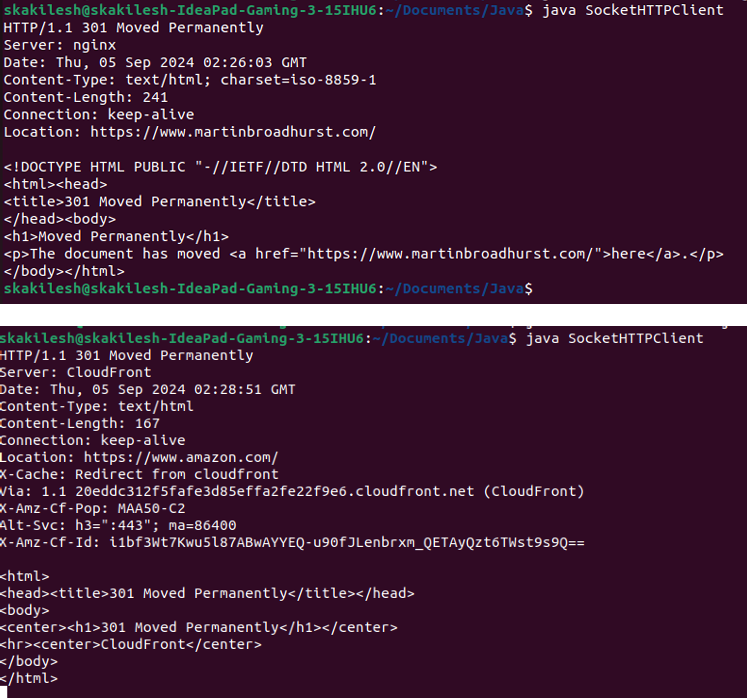 skakilesh@skakilesh-IdeaPad-Gaming-3-15IHU6:~/Documents/Java$ java SocketHTTPClient
HTTP/1.1 301 Moved Permanently
Server: nginx
Date: Thu, 05 Sep 2024 02:26:03 GMT
Content-Type: text/html; charset=iso-8859-1
Content-Length: 241
Connection: keep-alive
Location: https://www.martinbroadhurst.com/

<!DOCTYPE HTML PUBLIC "-//IETF//DTD HTML 2.0//EN">
<html><head>
<title>301 Moved Permanently</title>
</head><body>
<h1>Moved Permanently</h1>
<p>The document has moved <a href="https://www.martinbroadhurst.com/">here</a>.</p>
</body></html>
skakilesh@skakilesh-IdeaPad-Gaming-3-15IHU6:~/Documents/Java$
skakilesh@skakilesh-IdeaPad-Gaming-3-15IHU6:~/Documents/Java$ java SocketHTTPClient
HTTP/1.1 301 Moved Permanently
Server: CloudFront
Date: Thu, 05 Sep 2024 02:28:51 GMT
Content-Type: text/html
Content-Length: 167
Connection: keep-alive
Location: https://www.amazon.com/
X-Cache: Redirect from cloudfront
Via: 1.1 20eddc312f5fafe3d85effa2fe22f9e6.cloudfront.net (CloudFront)
X-Amz-Cf-Pop: MAA50-C2
Alt-Svc: h3=":443"; ma=86400
X-Amz-Cf-Id: i1bf3Wt7Kwu5l87ABwAYYEQ-u90fJLenbrxm_QETAyQzt6TWst9s9Q==

<html>
<head><title>301 Moved Permanently</title></head>
<body>
<center><h1>301 Moved Permanently</h1></center>
<hr><center>CloudFront</center>
</body>
</html>